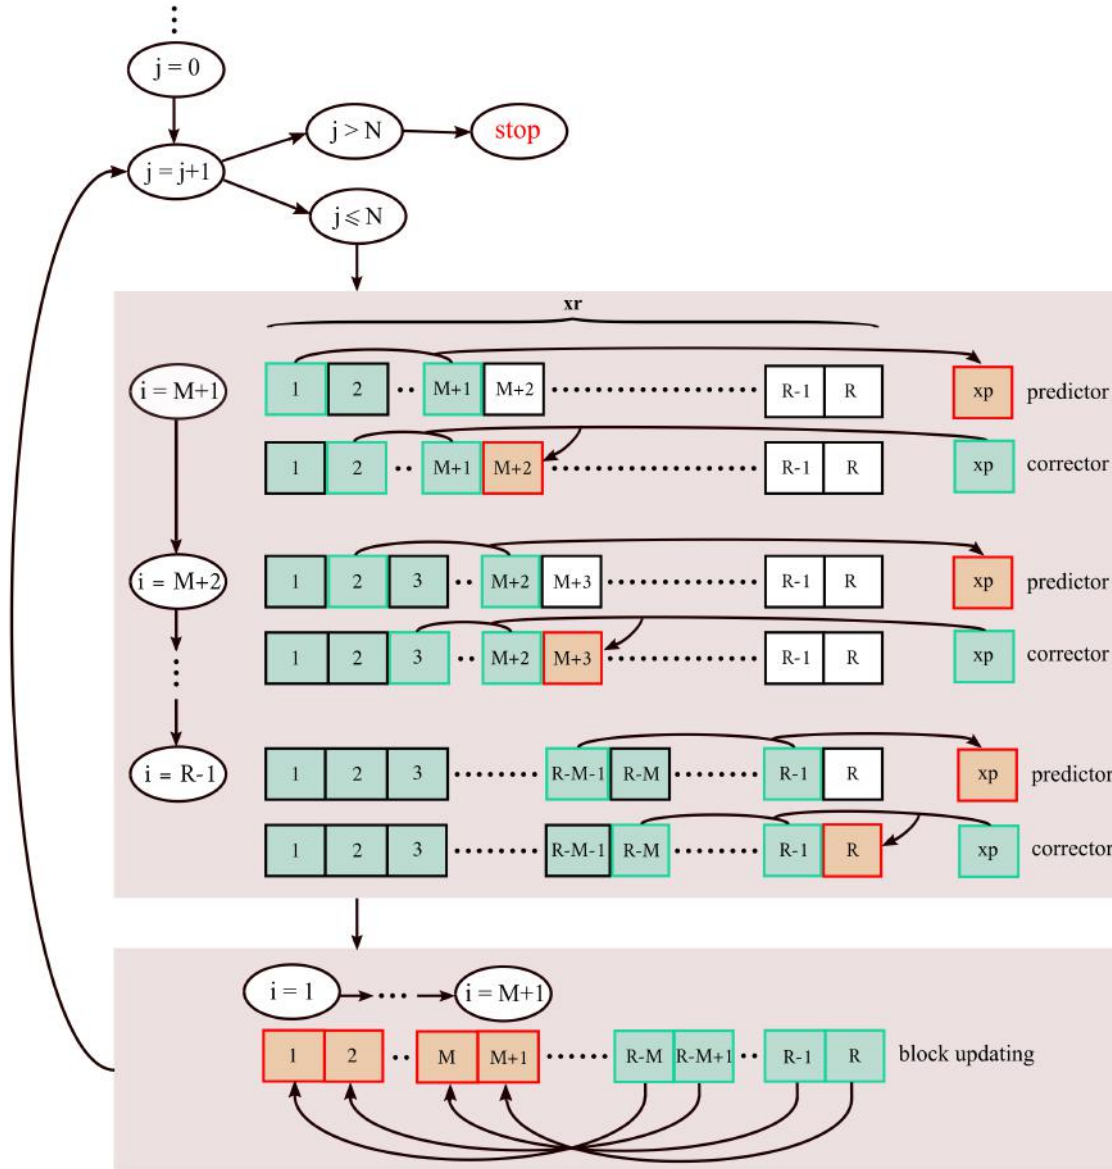 ⋮
j = 0
j > N
stop
j = j+1
j ⩽ N
xr
i = M+1
1 2 ·· M+1 M+2 ·················· R-1 R xp predictor
1 2 ·· M+1 M+2 ·················· R-1 R xp corrector
i = M+2
1 2 3 ·· M+2 M+3 ·············· R-1 R xp predictor
⋮
1 2 3 ·· M+2 M+3 ·············· R-1 R xp corrector
i = R-1
1 2 3 ········ R-M-1 R-M ········ R-1 R xp predictor
1 2 3 ········ R-M-1 R-M ········ R-1 R xp corrector
i = 1 ··· i = M+1
1 2 ·· M M+1 ······ R-M R-M+1 ·· R-1 R block updating